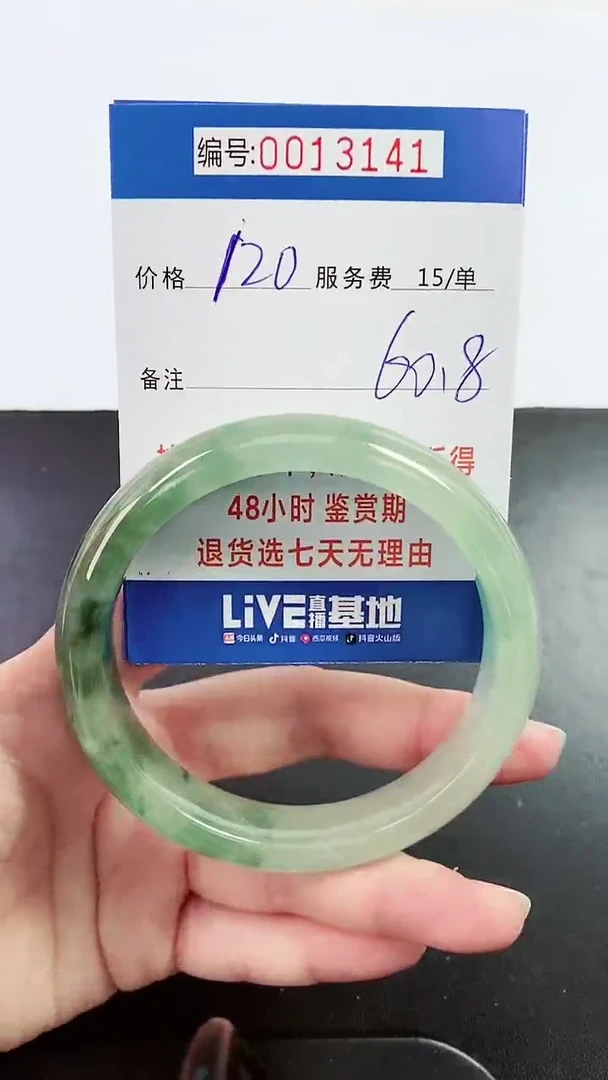 编号:0013141
价格 120 服务费 15/单
备注 60.8
得
48小时 鉴赏期
退货选七天无理由
LiVE直播基地
今日头条 抖音 西瓜视频 抖音火山版